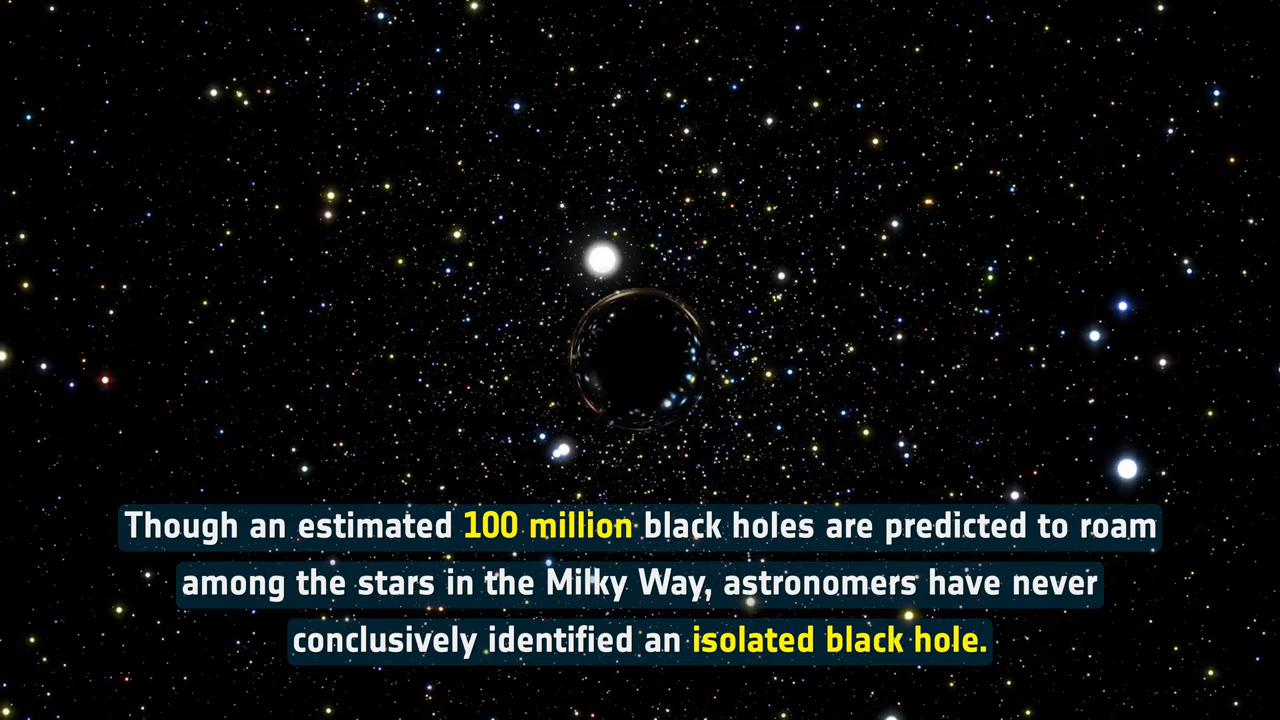 Though an estimated 100 million black holes are predicted to roam
among the stars in the Milky Way, astronomers have never
conclusively identified an isolated black hole.